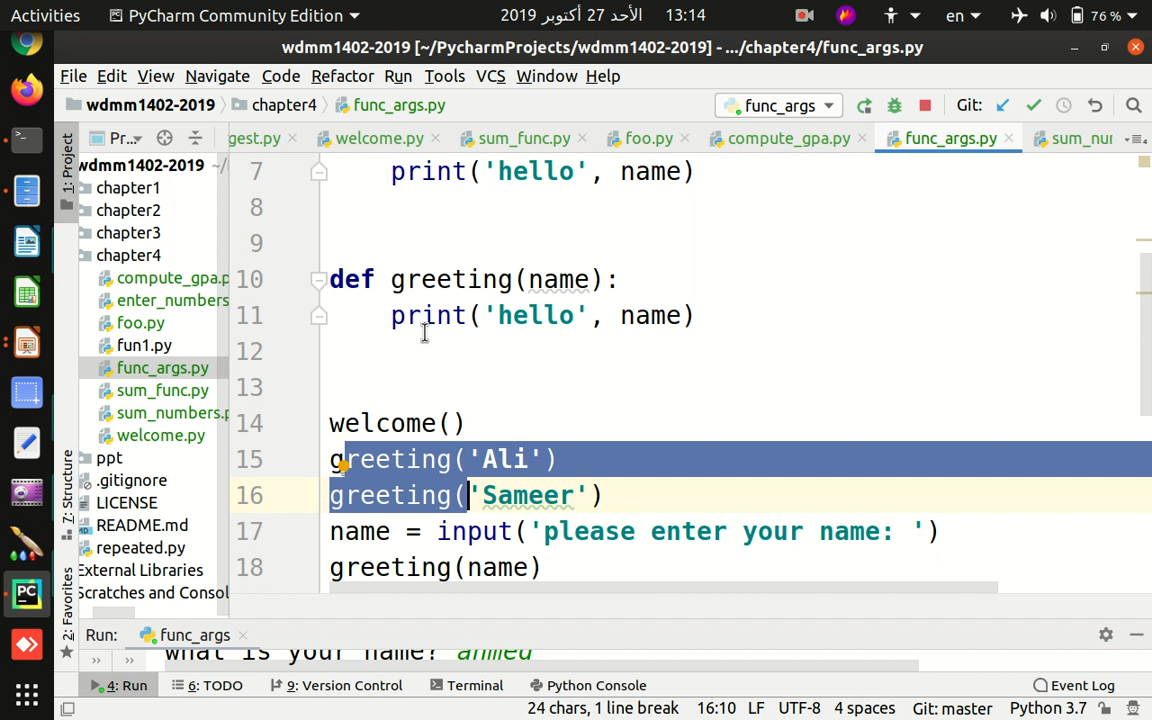 Activities PyCharm Community Edition الأحد 27 أكتوبر 2019 13:14 en 76 %
wdmm1402-2019 [~/PycharmProjects/wdmm1402-2019] - .../chapter4/func_args.py
File Edit View Navigate Code Refactor Run Tools VCS Window Help
wdmm1402-2019 chapter4 func_args.py func_args Git:
1: Project
Pr... gest.py welcome.py sum_func.py foo.py compute_gpa.py func_args.py sum_nur
wdmm1402-2019 ~/
chapter1
chapter2
chapter3
chapter4
compute_gpa.p
enter_numbers
foo.py
fun1.py
func_args.py
sum_func.py
sum_numbers.p
welcome.py
ppt
.gitignore
LICENSE
README.md
repeated.py
External Libraries
Scratches and Consol
7 print('hello', name)
8
9
10 def greeting(name):
11 print('hello', name)
12
13
14 welcome()
15 greeting('Ali')
16 greeting('Sameer')
17 name = input('please enter your name: ')
18 greeting(name)
7: Structure
2: Favorites
Run: func_args
what is your name? ahmed
4: Run 6: TODO 9: Version Control Terminal Python Console Event Log
24 chars, 1 line break 16:10 LF UTF-8 4 spaces Git: master Python 3.7